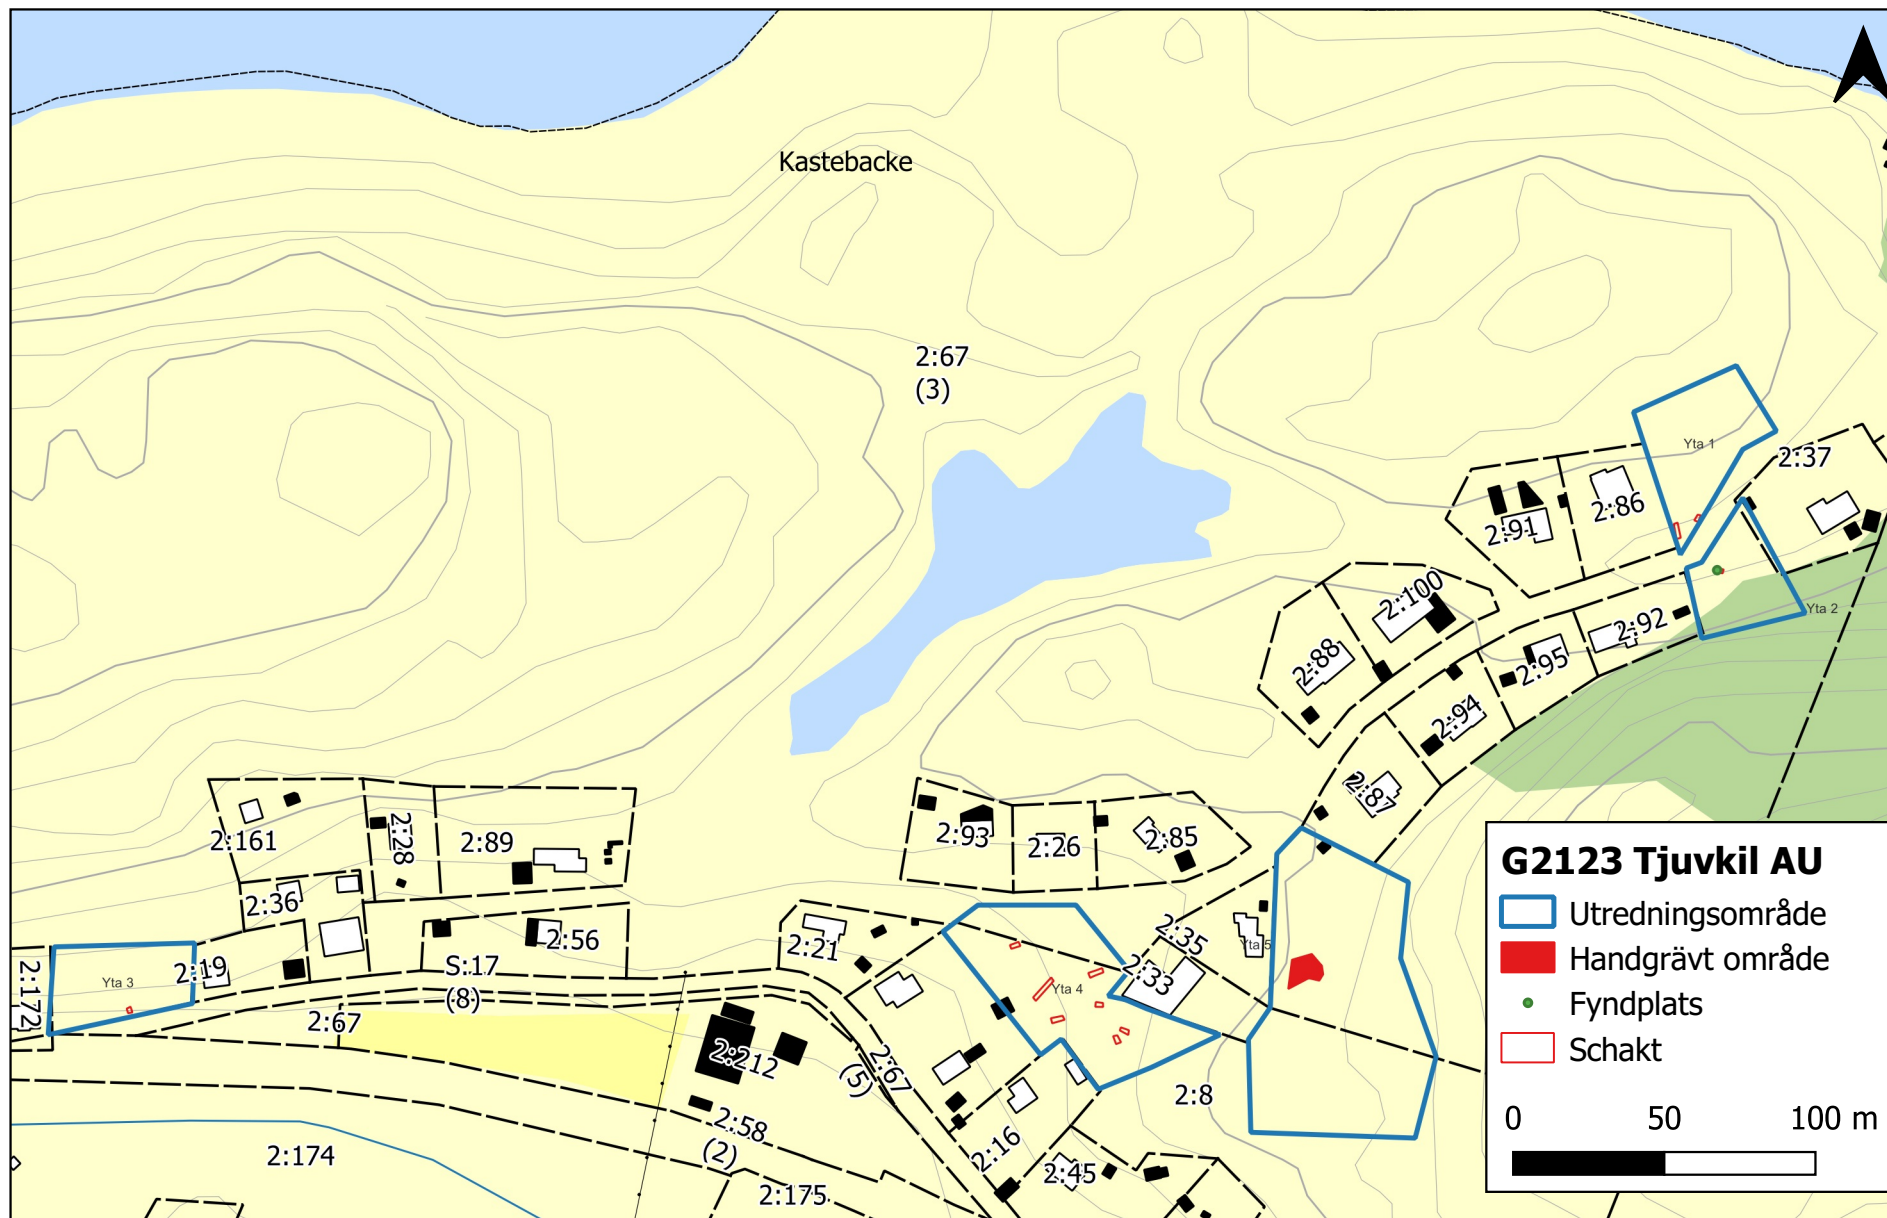 Kastebacke
2:67
(3)
Yta 1
2:37
2:86
2:91
2:100
Yta 2
2:92
2:88
2:95
2:94
2:87
2:161
2:28
2:89
2:93
2:26
2:85
2:36
2:56
2:21
2:35
Yta 5
2:172
Yta 3
2:19
S:17
(8)
2:33
Yta 4
2:67
2:212
(5)
2:67
2:8
2:58
(2)
2:174
2:16
2:45
2:175
G2123 Tjuvkil AU
Utredningsområde
Handgrävt område
Fyndplats
Schakt
0 50 100 m